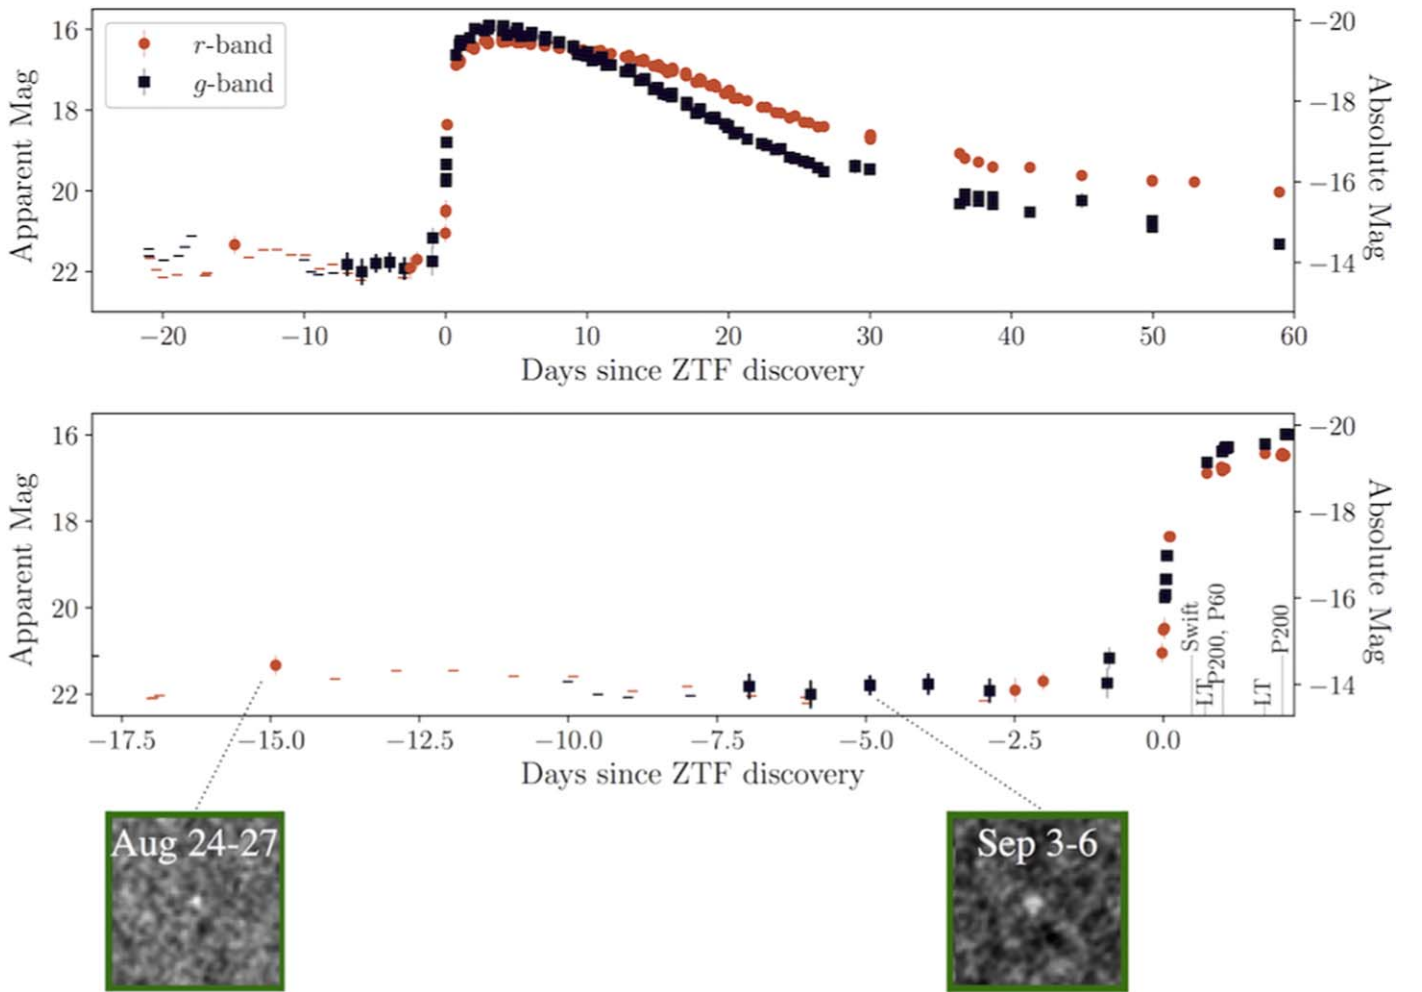 r-band
g-band
Apparent Mag
16
18
20
22
−20
−18
−16
−14
Absolute Mag
−20
−10
0
10
20
30
40
50
60
Days since ZTF discovery
Apparent Mag
16
18
20
22
−20
−18
−16
−14
Absolute Mag
Swift
LT
P200, P60
LT
P200
−17.5
−15.0
−12.5
−10.0
−7.5
−5.0
−2.5
0.0
Days since ZTF discovery
Aug 24-27
Sep 3-6